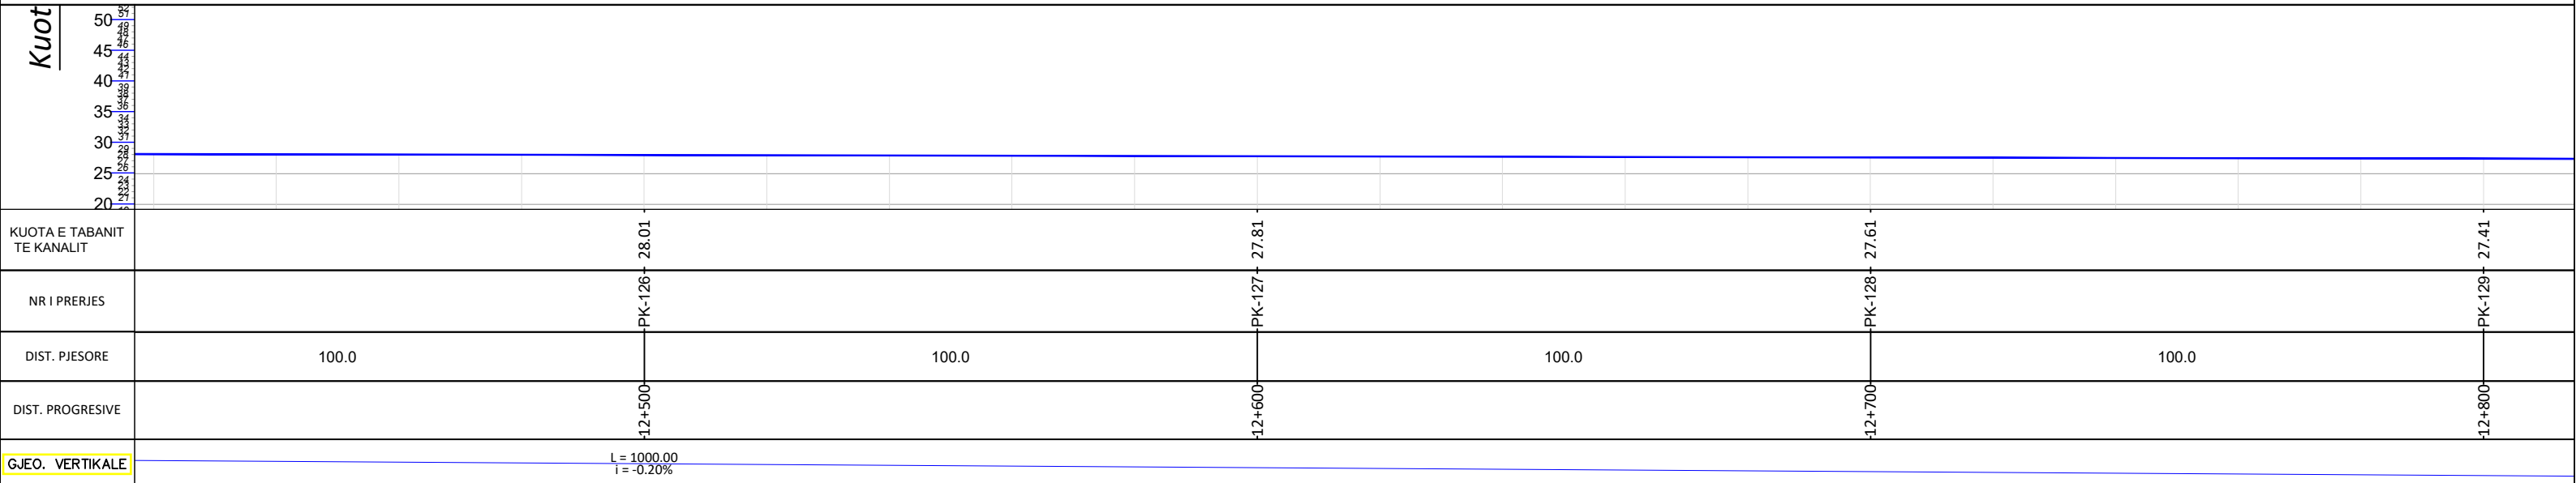 Kuot
50
45
40
35
30
25
20
KUOTA E TABANIT
TE KANALIT
28.01
27.81
27.61
27.41
NR I PRERJES
PK-126
PK-127
PK-128
PK-129
DIST. PJESORE
100.0
100.0
100.0
100.0
DIST. PROGRESIVE
12+500
12+600
12+700
12+800
GJEO. VERTIKALE
L = 1000.00
i = -0.20%